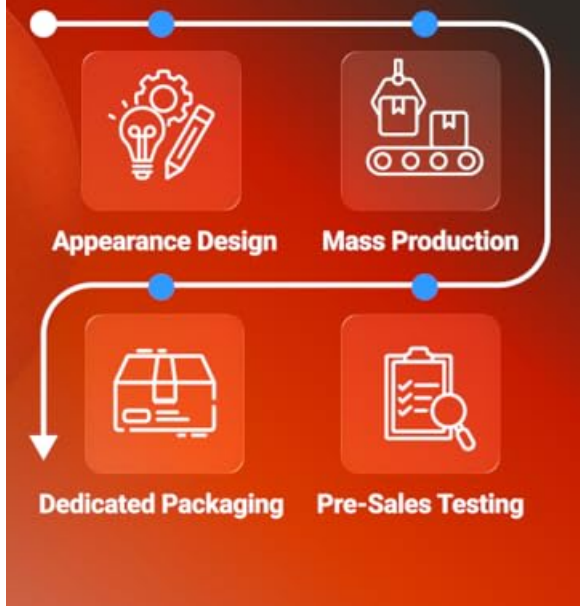 Appearance Design
Mass Production
Dedicated Packaging
Pre-Sales Testing